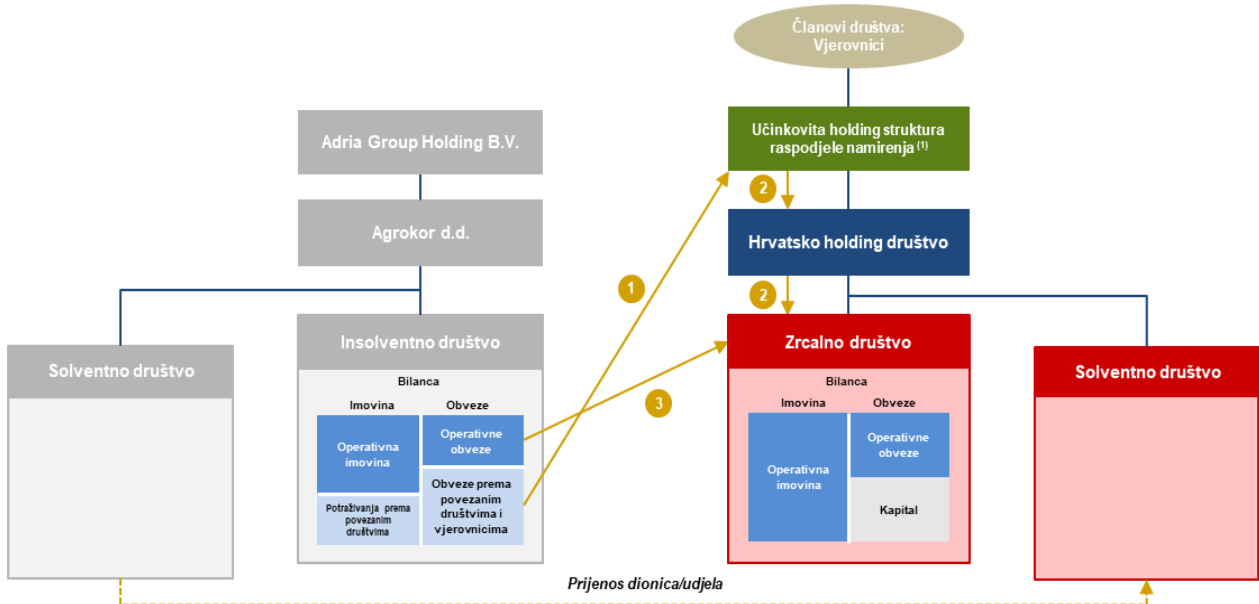 Članovi društva:
Vjerovnici
Adria Group Holding B.V.
Učinkovita holding struktura
raspodjele namirenja (1)
2
Agrokor d.d.
Hrvatsko holding društvo
1
2
Insolventno društvo
Zrcalno društvo
Solventno društvo
Solventno društvo
Bilanca
Imovina
Obveze
Operativna
imovina
Operativne
obveze
Potraživanja prema
povezanim
društvima
Obveze prema
povezanim
društvima i
vjerovnicima
3
Bilanca
Imovina
Obveze
Operativna
imovina
Operativne
obveze
Kapital
Prijenos dionica/udjela